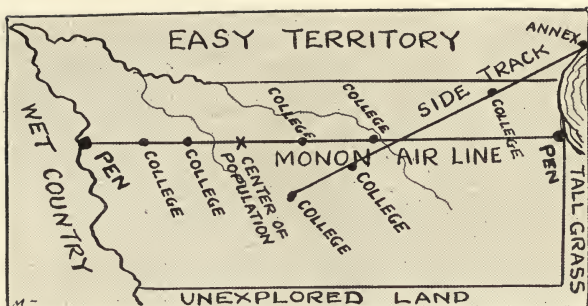 EASY TERRITORY
ANNEX
SIDE TRACK
COLLEGE
COLLEGE
COLLEGE
WET COUNTRY
PEN
COLLEGE
COLLEGE
CENTER OF
POPULATION
MONON AIR LINE
PEN
COLLEGE
COLLEGE
TALL GRASS
UNEXPLORED LAND
M-